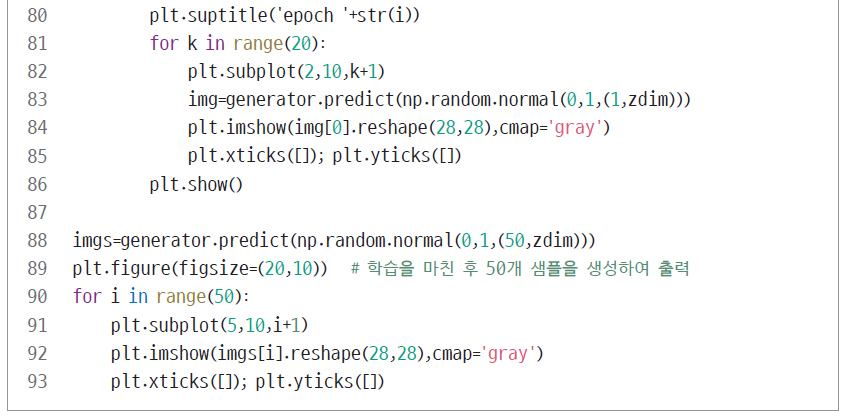 80 plt.suptitle('epoch '+str(i))
81 for k in range(20):
82 plt.subplot(2,10,k+1)
83 img=generator.predict(np.random.normal(0,1,(1,zdim)))
84 plt.imshow(img[0].reshape(28,28),cmap='gray')
85 plt.xticks([]); plt.yticks([])
86 plt.show()
87
88 imgs=generator.predict(np.random.normal(0,1,(50,zdim)))
89 plt.figure(figsize=(20,10)) # 학습을 마친 후 50개 샘플을 생성하여 출력
90 for i in range(50):
91 plt.subplot(5,10,i+1)
92 plt.imshow(imgs[i].reshape(28,28),cmap='gray')
93 plt.xticks([]); plt.yticks([])